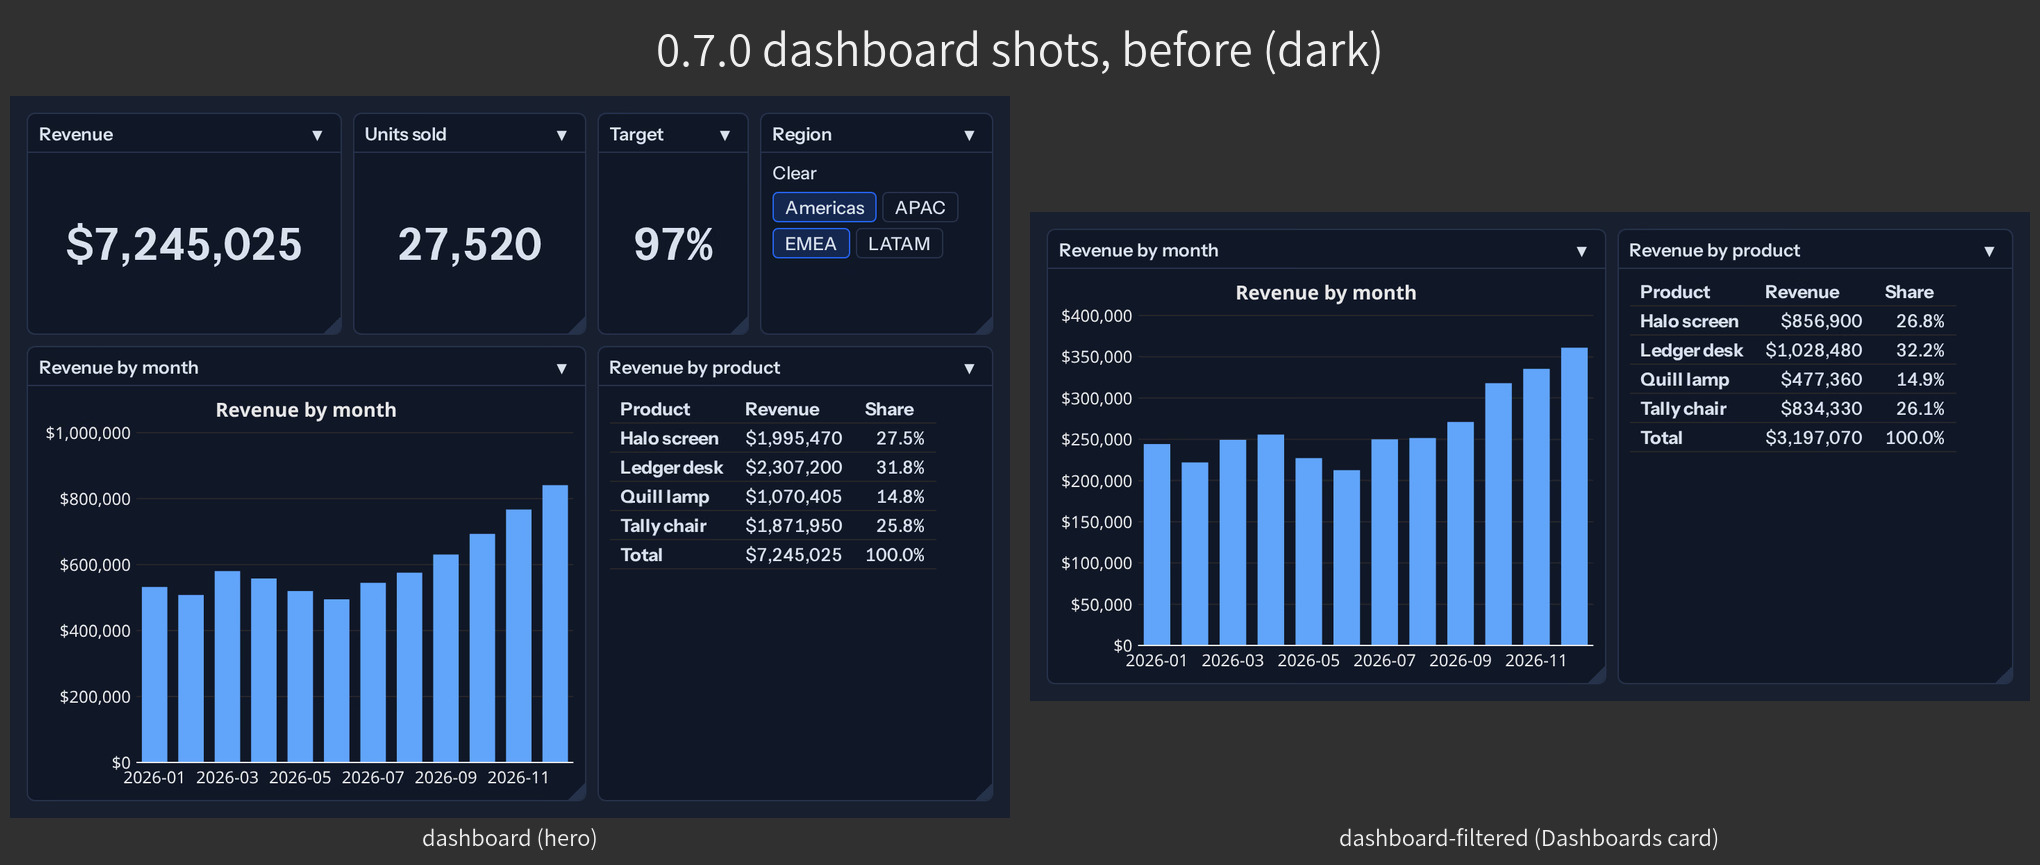 0.7.0 dashboard shots, before (dark)
Revenue ▼
$7,245,025
Units sold ▼
27,520
Target ▼
97%
Region ▼
Clear
Americas APAC
EMEA LATAM
Revenue by month ▼
Revenue by month
$1,000,000
$800,000
$600,000
$400,000
$200,000
$0
2026-01 2026-03 2026-05 2026-07 2026-09 2026-11
Revenue by product ▼
Product Revenue Share
Halo screen $1,995,470 27.5%
Ledger desk $2,307,200 31.8%
Quill lamp $1,070,405 14.8%
Tally chair $1,871,950 25.8%
Total $7,245,025 100.0%
dashboard (hero)
Revenue by month ▼
Revenue by month
$400,000
$350,000
$300,000
$250,000
$200,000
$150,000
$100,000
$50,000
$0
2026-01 2026-03 2026-05 2026-07 2026-09 2026-11
Revenue by product ▼
Product Revenue Share
Halo screen $856,900 26.8%
Ledger desk $1,028,480 32.2%
Quill lamp $477,360 14.9%
Tally chair $834,330 26.1%
Total $3,197,070 100.0%
dashboard-filtered (Dashboards card)